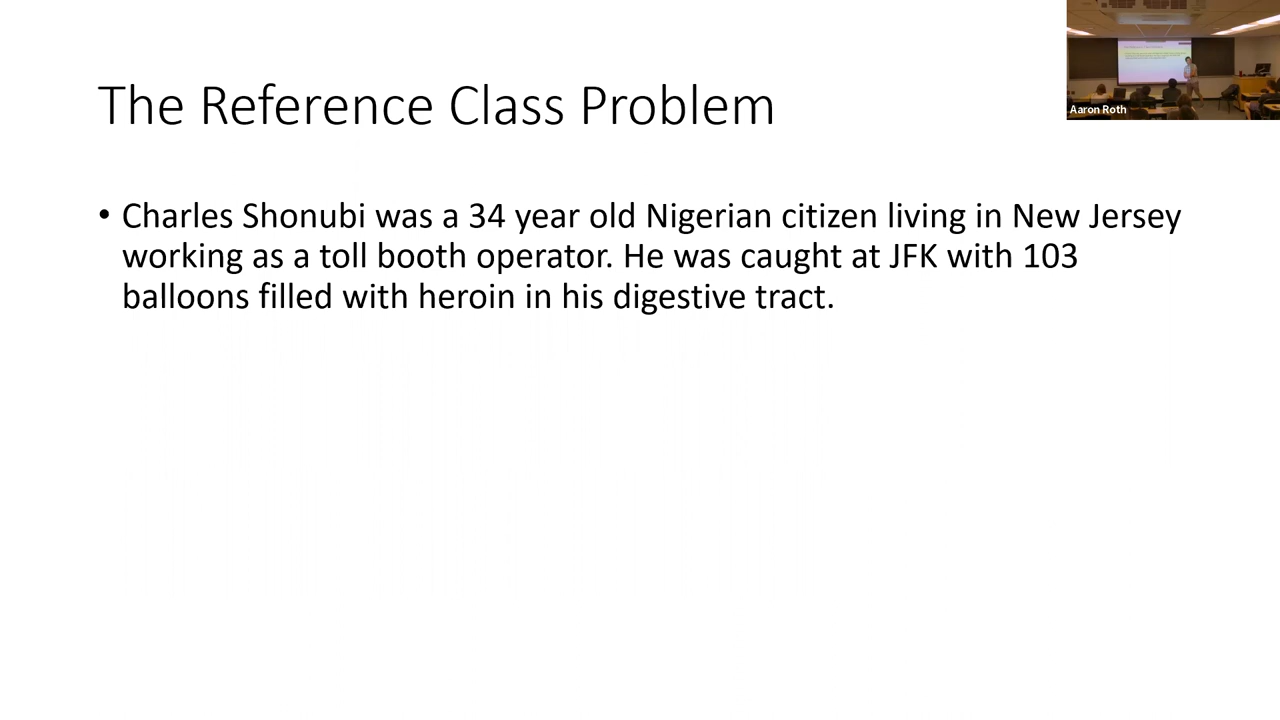 The Reference Class Problem
• Charles Shonubi was a 34 year old Nigerian citizen living in New Jersey
working as a toll booth operator. He was caught at JFK with 103
balloons filled with heroin in his digestive tract.
Aaron Roth